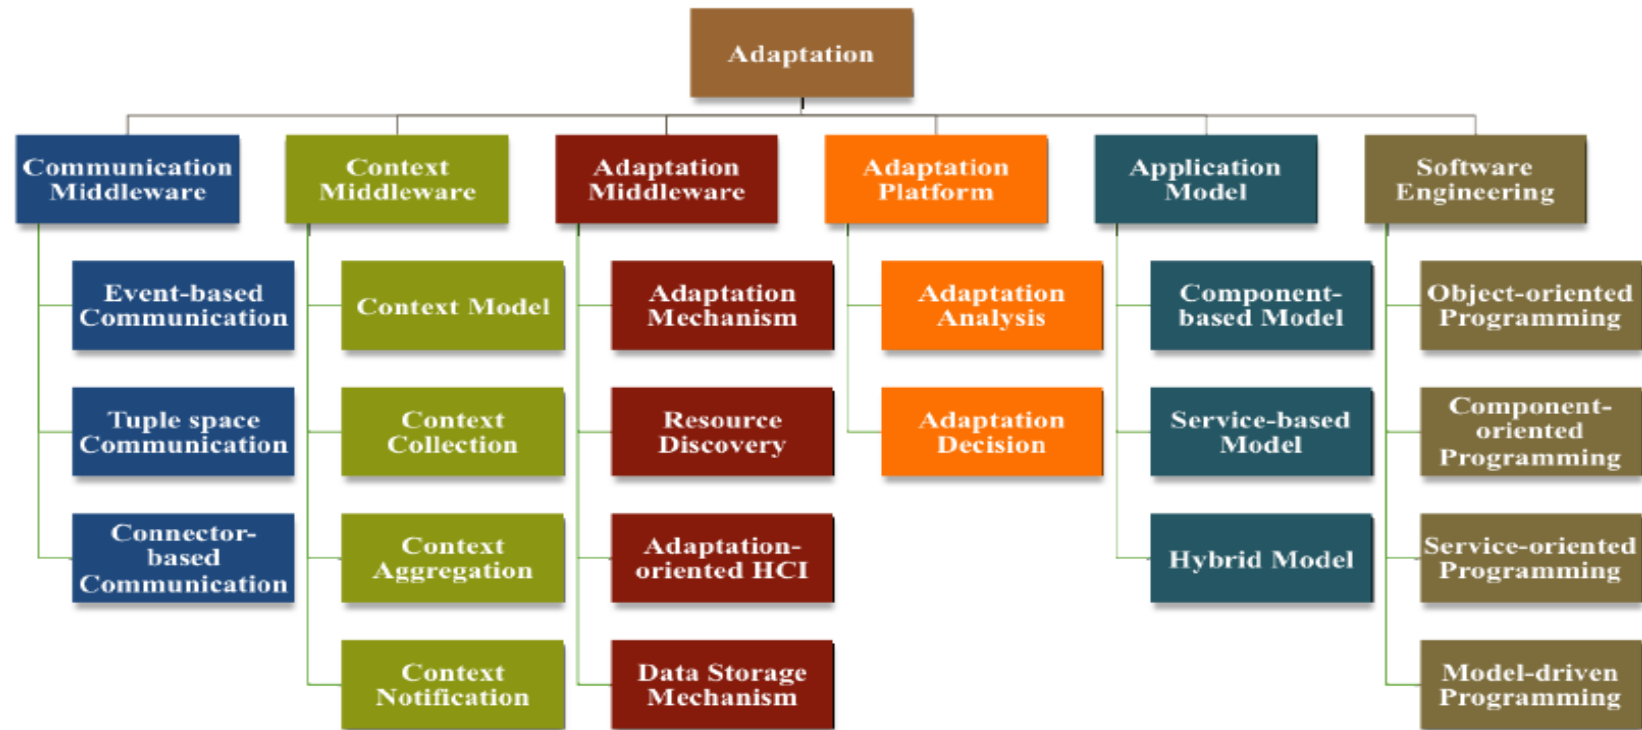 Adaptation
Communication
Middleware
Context
Middleware
Adaptation
Middleware
Adaptation
Platform
Application
Model
Software
Engineering
Event-based
Communication
Tuple space
Communication
Connector-
based
Communication
Context Model
Context
Collection
Context
Aggregation
Context
Notification
Adaptation
Mechanism
Resource
Discovery
Adaptation-
oriented HCI
Data Storage
Mechanism
Adaptation
Analysis
Adaptation
Decision
Component-
based Model
Service-based
Model
Hybrid Model
Object-oriented
Programming
Component-
oriented
Programming
Service-oriented
Programming
Model-driven
Programming